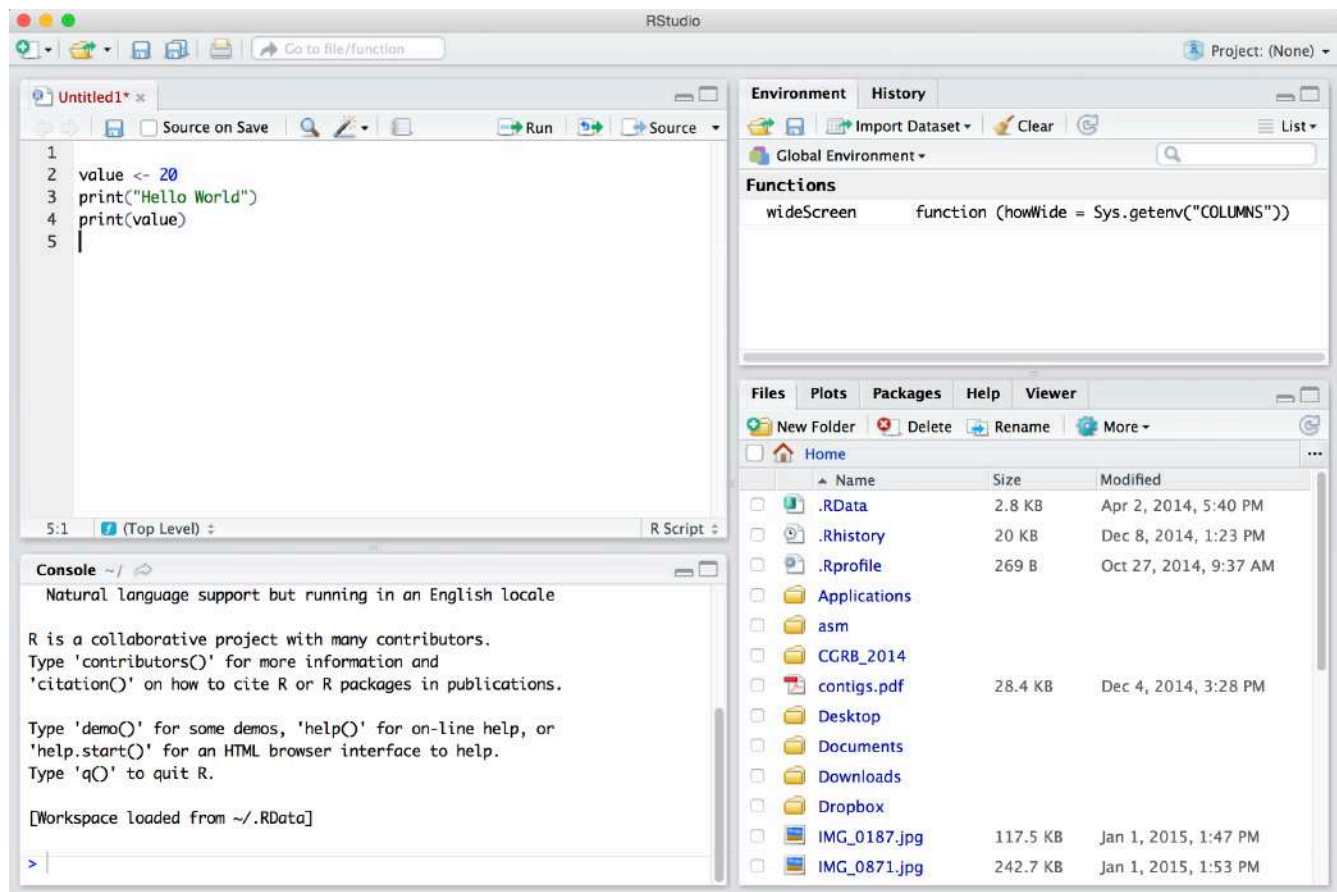 RStudio
Go to file/function
Project: (None)
Untitled1*
Source on Save
Run
Source
1
2 value <- 20
3 print("Hello World")
4 print(value)
5
5:1 (Top Level) R Script
Console ~/
Natural language support but running in an English locale
R is a collaborative project with many contributors.
Type 'contributors()' for more information and
'citation()' on how to cite R or R packages in publications.
Type 'demo()' for some demos, 'help()' for on-line help, or
'help.start()' for an HTML browser interface to help.
Type 'q()' to quit R.
[Workspace loaded from ~/.RData]
>
Environment History
Import Dataset Clear List
Global Environment
Functions
wideScreen function (howWide = Sys.getenv("COLUMNS"))
Files Plots Packages Help Viewer
New Folder Delete Rename More
Home ...
Name Size Modified
.RData 2.8 KB Apr 2, 2014, 5:40 PM
.Rhistory 20 KB Dec 8, 2014, 1:23 PM
.Rprofile 269 B Oct 27, 2014, 9:37 AM
Applications
asm
CGRB_2014
contigs.pdf 28.4 KB Dec 4, 2014, 3:28 PM
Desktop
Documents
Downloads
Dropbox
IMG_0187.jpg 117.5 KB Jan 1, 2015, 1:47 PM
IMG_0871.jpg 242.7 KB Jan 1, 2015, 1:53 PM